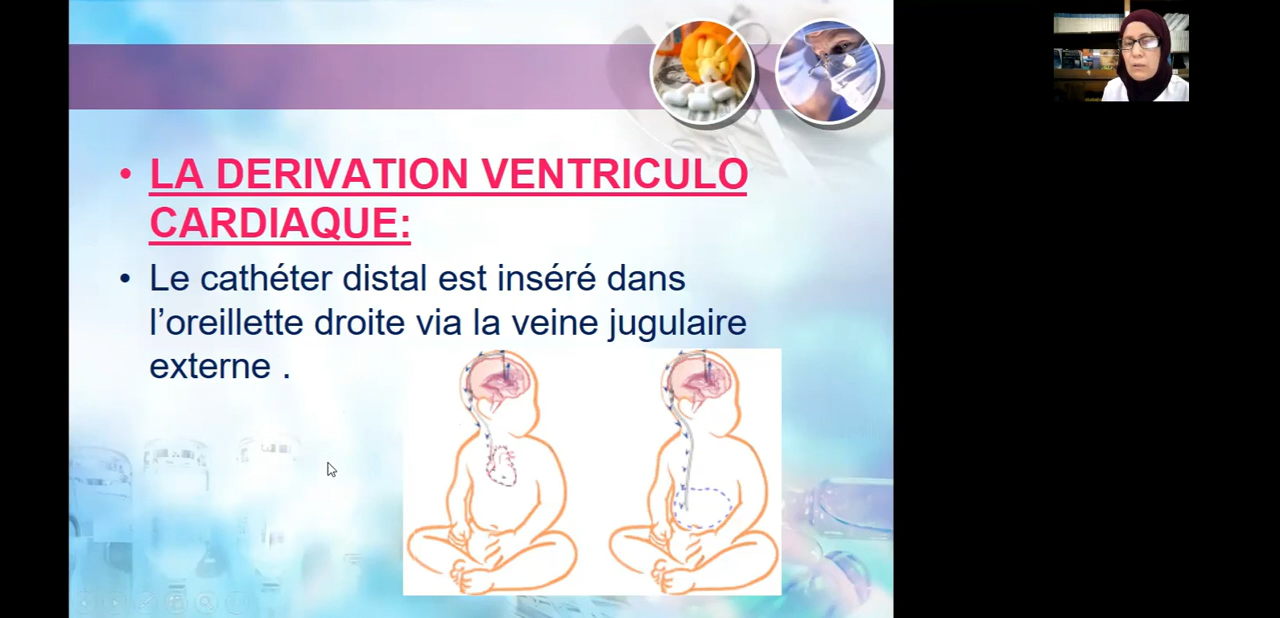 • LA DERIVATION VENTRICULO
CARDIAQUE:
• Le cathéter distal est inséré dans
l’oreillette droite via la veine jugulaire
externe .